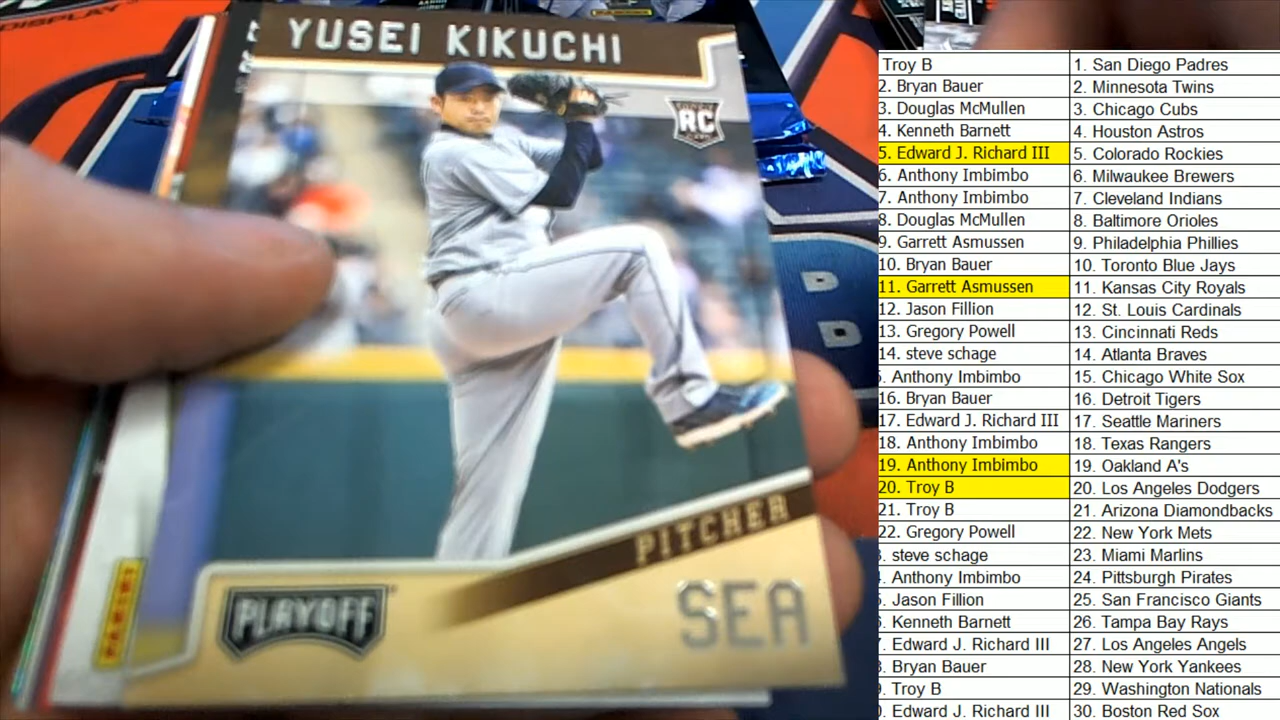 YUSEI KIKUCHI
RC
PITCHER
SEA
PLAYOFF
PANINI
Troy B 1. San Diego Padres
2. Bryan Bauer 2. Minnesota Twins
3. Douglas McMullen 3. Chicago Cubs
4. Kenneth Barnett 4. Houston Astros
5. Edward J. Richard III 5. Colorado Rockies
6. Anthony Imbimbo 6. Milwaukee Brewers
7. Anthony Imbimbo 7. Cleveland Indians
8. Douglas McMullen 8. Baltimore Orioles
9. Garrett Asmussen 9. Philadelphia Phillies
10. Bryan Bauer 10. Toronto Blue Jays
11. Garrett Asmussen 11. Kansas City Royals
12. Jason Fillion 12. St. Louis Cardinals
13. Gregory Powell 13. Cincinnati Reds
14. steve schage 14. Atlanta Braves
. Anthony Imbimbo 15. Chicago White Sox
16. Bryan Bauer 16. Detroit Tigers
17. Edward J. Richard III 17. Seattle Mariners
18. Anthony Imbimbo 18. Texas Rangers
19. Anthony Imbimbo 19. Oakland A's
20. Troy B 20. Los Angeles Dodgers
21. Troy B 21. Arizona Diamondbacks
22. Gregory Powell 22. New York Mets
. steve schage 23. Miami Marlins
. Anthony Imbimbo 24. Pittsburgh Pirates
. Jason Fillion 25. San Francisco Giants
. Kenneth Barnett 26. Tampa Bay Rays
. Edward J. Richard III 27. Los Angeles Angels
. Bryan Bauer 28. New York Yankees
. Troy B 29. Washington Nationals
. Edward J. Richard III 30. Boston Red Sox